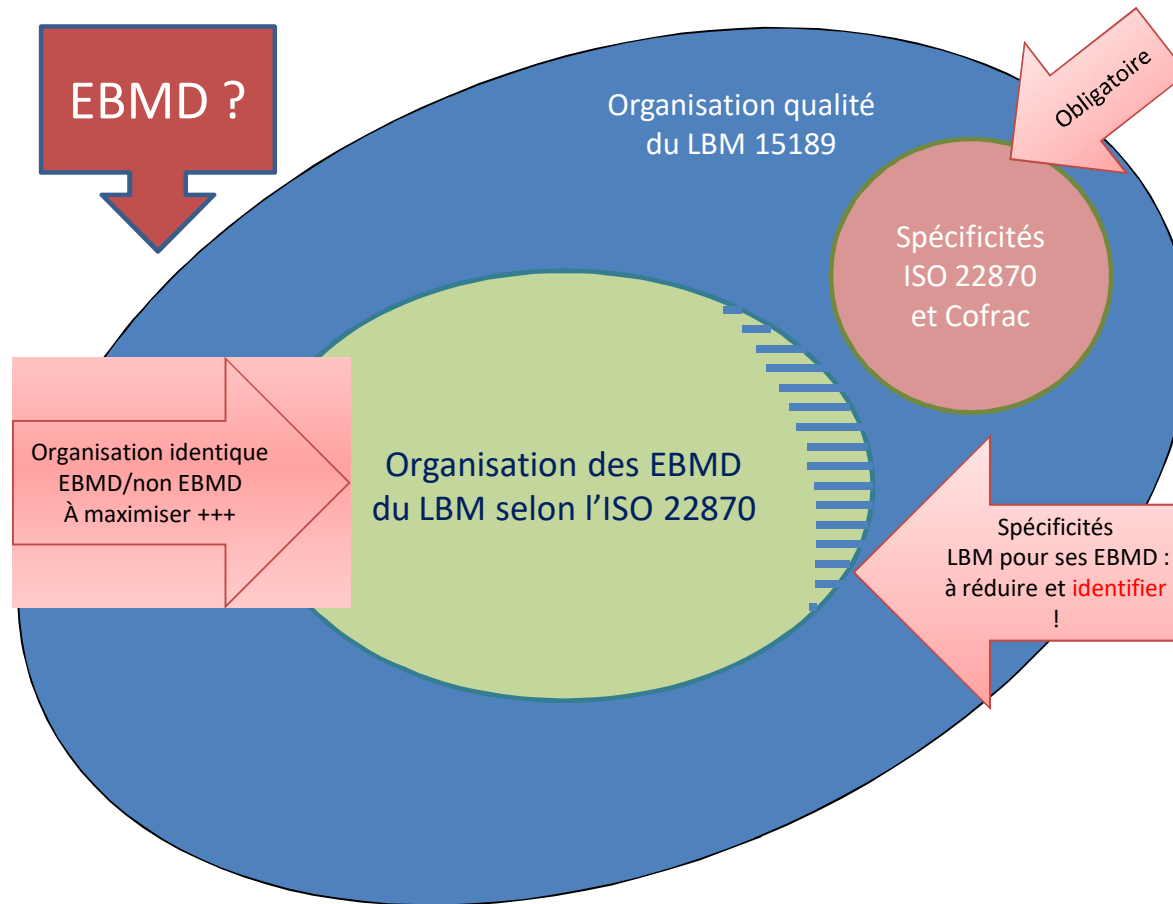 EBMD ?
Organisation qualité
du LBM 15189
Obligatoire
Spécificités
ISO 22870
et Cofrac
Organisation identique
EBMD/non EBMD
À maximiser +++
Organisation des EBMD
du LBM selon l’ISO 22870
Spécificités
LBM pour ses EBMD :
à réduire et identifier
!